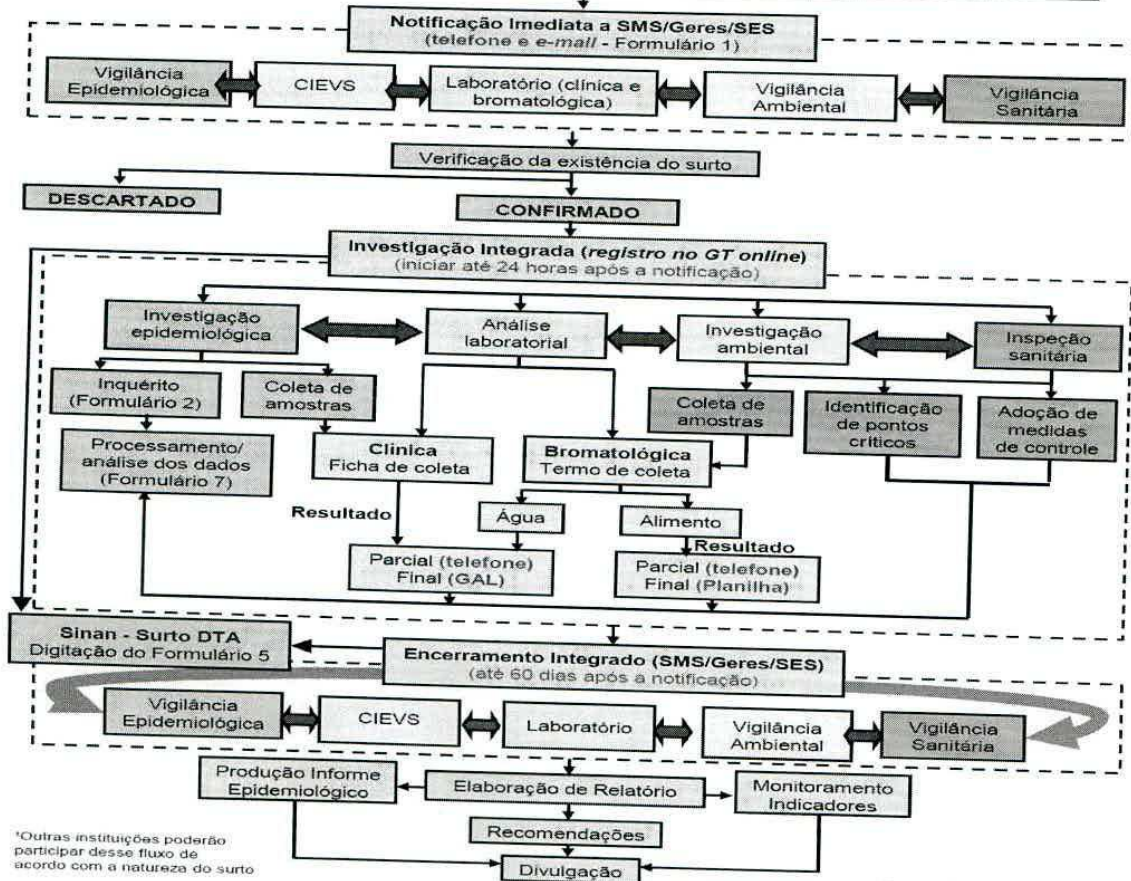 Notificação Imediata a SMS/Geres/SES
(telefone e e-mail - Formulário 1)
Vigilância
Epidemiológica
CIEVS
Laboratório (clínica e
bromatológica)
Vigilância
Ambiental
Vigilância
Sanitária
Verificação da existência do surto
DESCARTADO
CONFIRMADO
Investigação Integrada (registro no GT online)
(iniciar até 24 horas após a notificação)
Investigação
epidemiológica
Análise
laboratorial
Investigação
ambiental
Inspeção
sanitária
Inquérito
(Formulário 2)
Coleta de
amostras
Coleta de
amostras
Identificação
de pontos
críticos
Adoção de
medidas
de controle
Processamento/
análise dos dados
(Formulário 7)
Clínica
Ficha de coleta
Bromatológica
Termo de coleta
Resultado
Água
Alimento
Resultado
Parcial (telefone)
Final (GAL)
Parcial (telefone)
Final (Planilha)
Sinan - Surto DTA
Digitação do Formulário 5
Encerramento Integrado (SMS/Geres/SES)
(até 60 dias após a notificação)
Vigilância
Epidemiológica
CIEVS
Laboratório
Vigilância
Ambiental
Vigilância
Sanitária
Produção Informe
Epidemiológico
Elaboração de Relatório
Monitoramento
Indicadores
Recomendações
Divulgação
*Outras instituições poderão
participar desse fluxo de
acordo com a natureza do surto